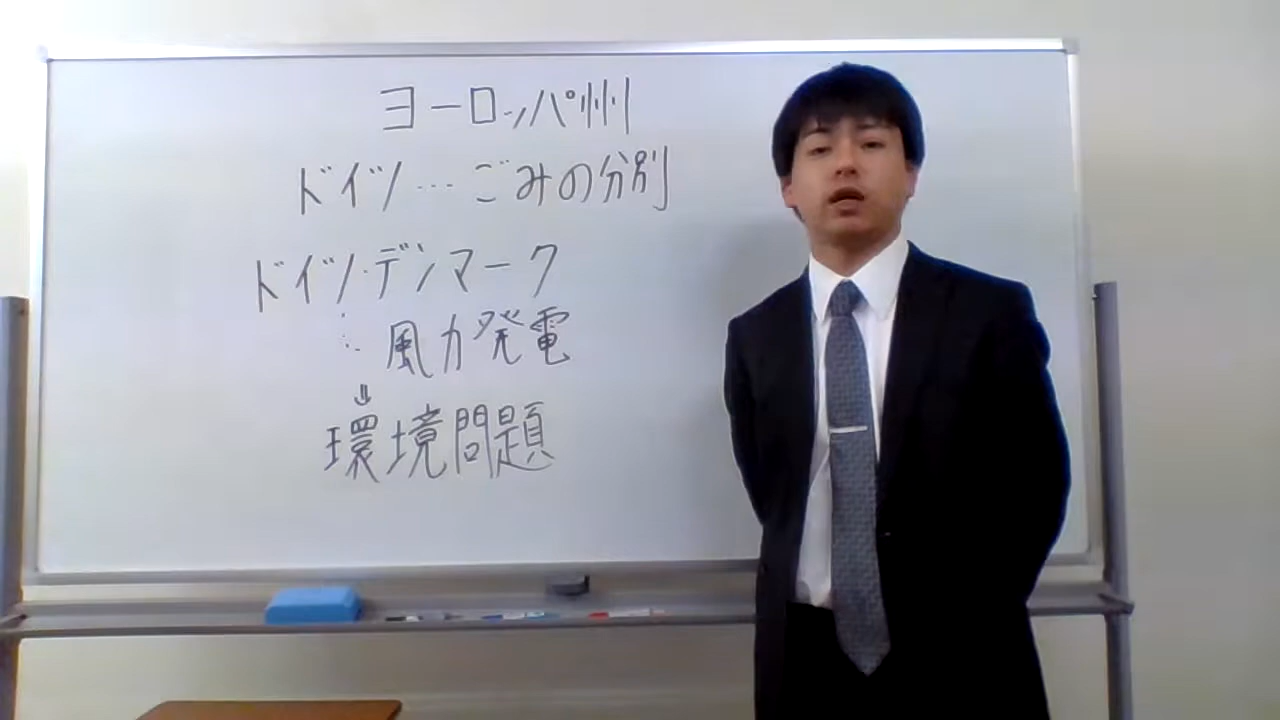 ヨーロッパ州
ドイツ…ごみの分別
ドイツ・デンマーク
…風力発電
⇓
環境問題